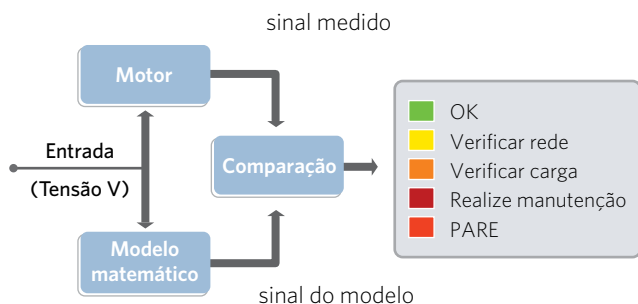 sinal medido
Motor
Entrada
(Tensão V)
Comparação
Modelo
matemático
sinal do modelo
OK
Verificar rede
Verificar carga
Realize manutenção
PARE